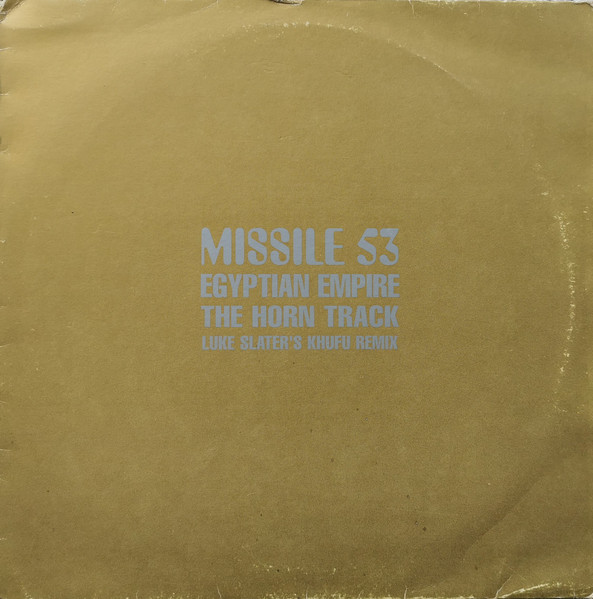 MISSILE 53
EGYPTIAN EMPIRE
THE HORN TRACK
LUKE SLATER'S KHUFU REMIX